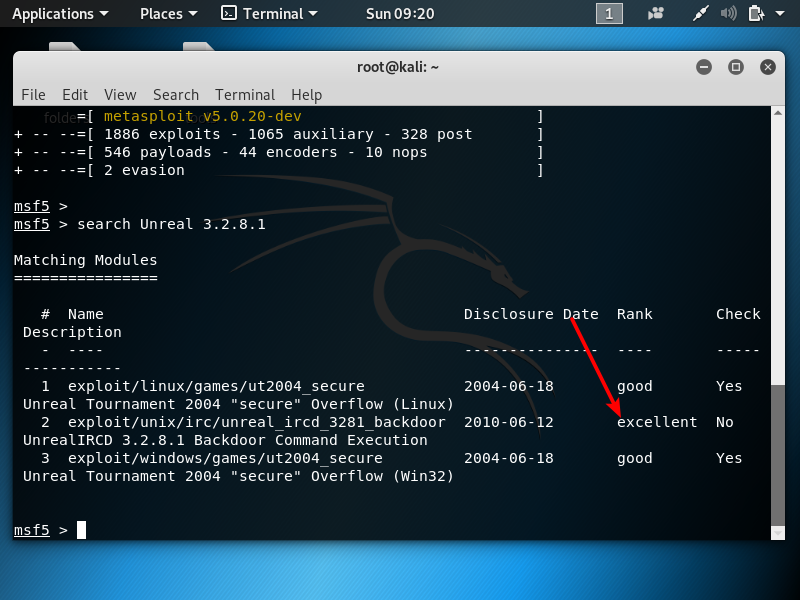 Applications Places Terminal Sun 09:20 1
root@kali: ~
File Edit View Search Terminal Help
=[ metasploit v5.0.20-dev ]
+ -- --=[ 1886 exploits - 1065 auxiliary - 328 post ]
+ -- --=[ 546 payloads - 44 encoders - 10 nops ]
+ -- --=[ 2 evasion ]
msf5 >
msf5 > search Unreal 3.2.8.1
Matching Modules
================
# Name Disclosure Date Rank Check
Description
- ---- --------------- ---- -----
-----------
1 exploit/linux/games/ut2004_secure 2004-06-18 good Yes
Unreal Tournament 2004 "secure" Overflow (Linux)
2 exploit/unix/irc/unreal_ircd_3281_backdoor 2010-06-12 excellent No
UnrealIRCD 3.2.8.1 Backdoor Command Execution
3 exploit/windows/games/ut2004_secure 2004-06-18 good Yes
Unreal Tournament 2004 "secure" Overflow (Win32)
msf5 >